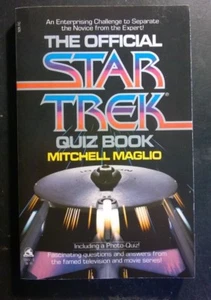 An Enterprising Challenge to Separate
the Novice from the Expert!
THE OFFICIAL
STAR
TREK®
QUIZ BOOK
MITCHELL MAGLIO
Including a Photo-Quiz!
Fascinating questions and answers from
the famed television and movie series!